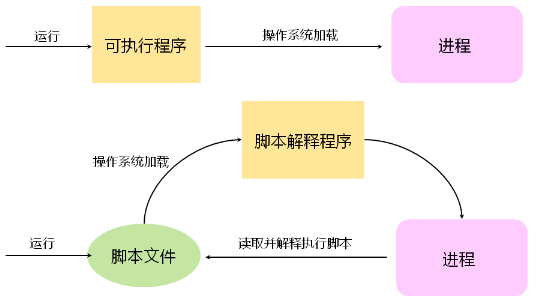 运行
可执行程序
操作系统加载
进程
脚本解释程序
操作系统加载
运行
脚本文件
读取并解释执行脚本
进程